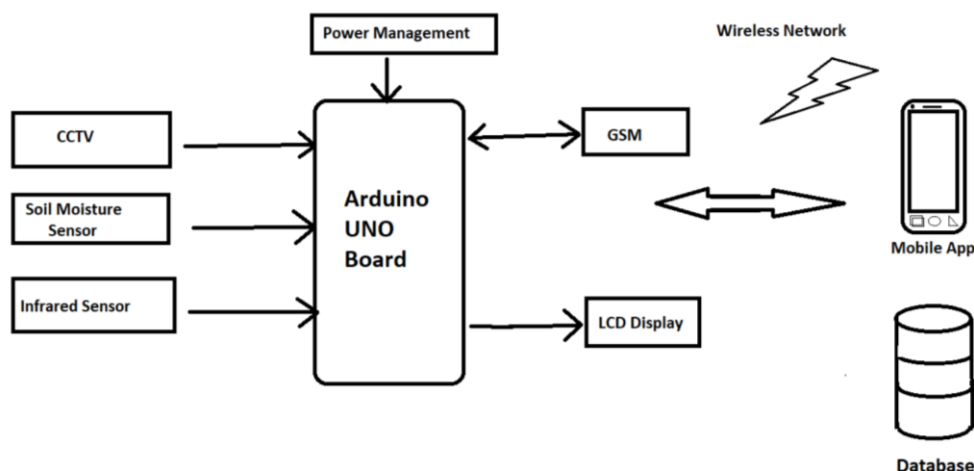 Power Management
Wireless Network
CCTV
GSM
Soil Moisture
Sensor
Arduino
UNO
Board
Mobile App
Infrared Sensor
LCD Display
Database